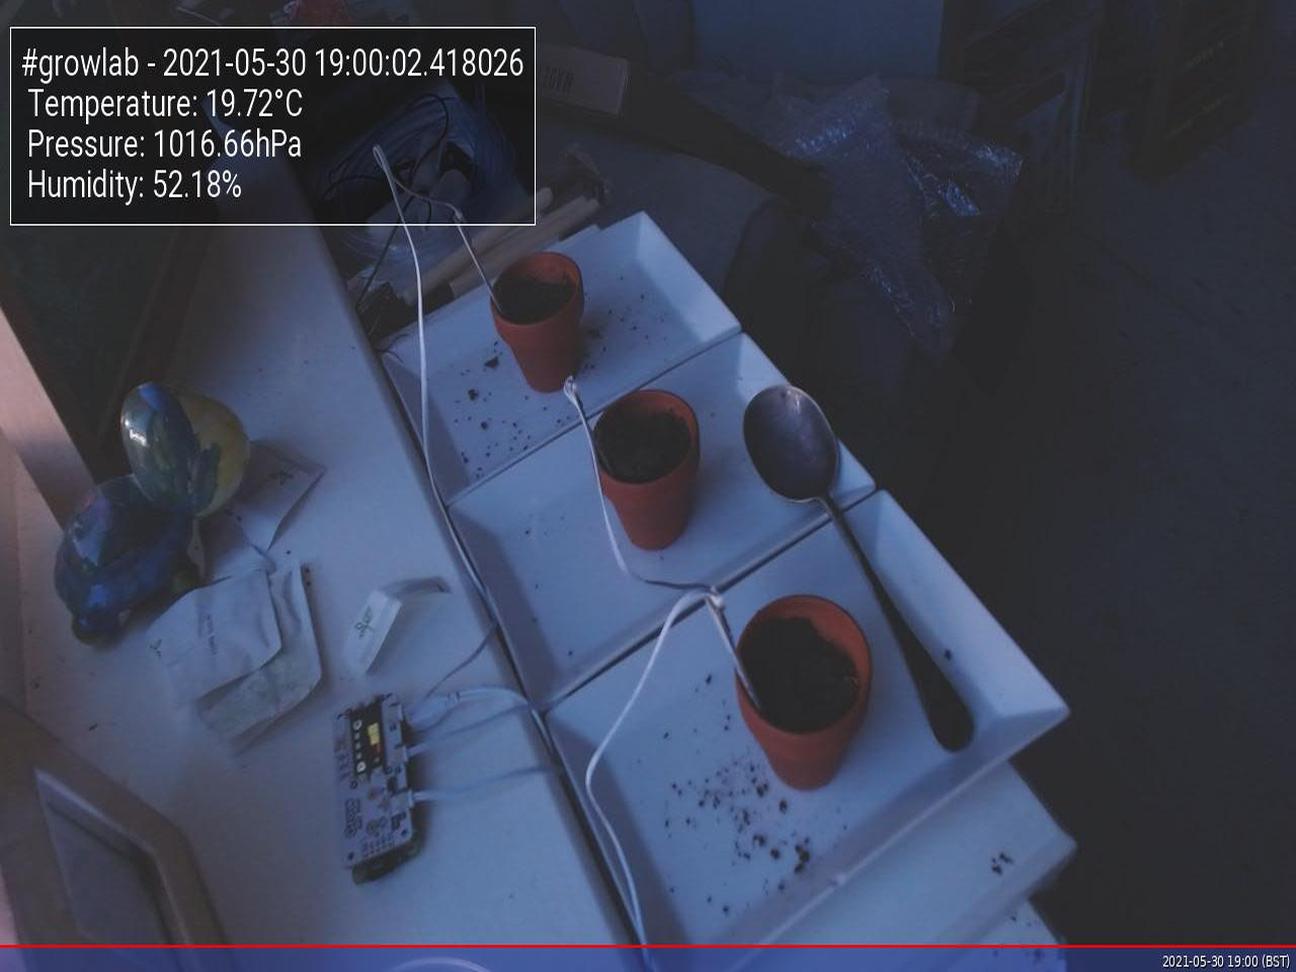 #growlab - 2021-05-30 19:00:02.418026
Temperature: 19.72°C
Pressure: 1016.66hPa
Humidity: 52.18%
2021-05-30 19:00 (BST)